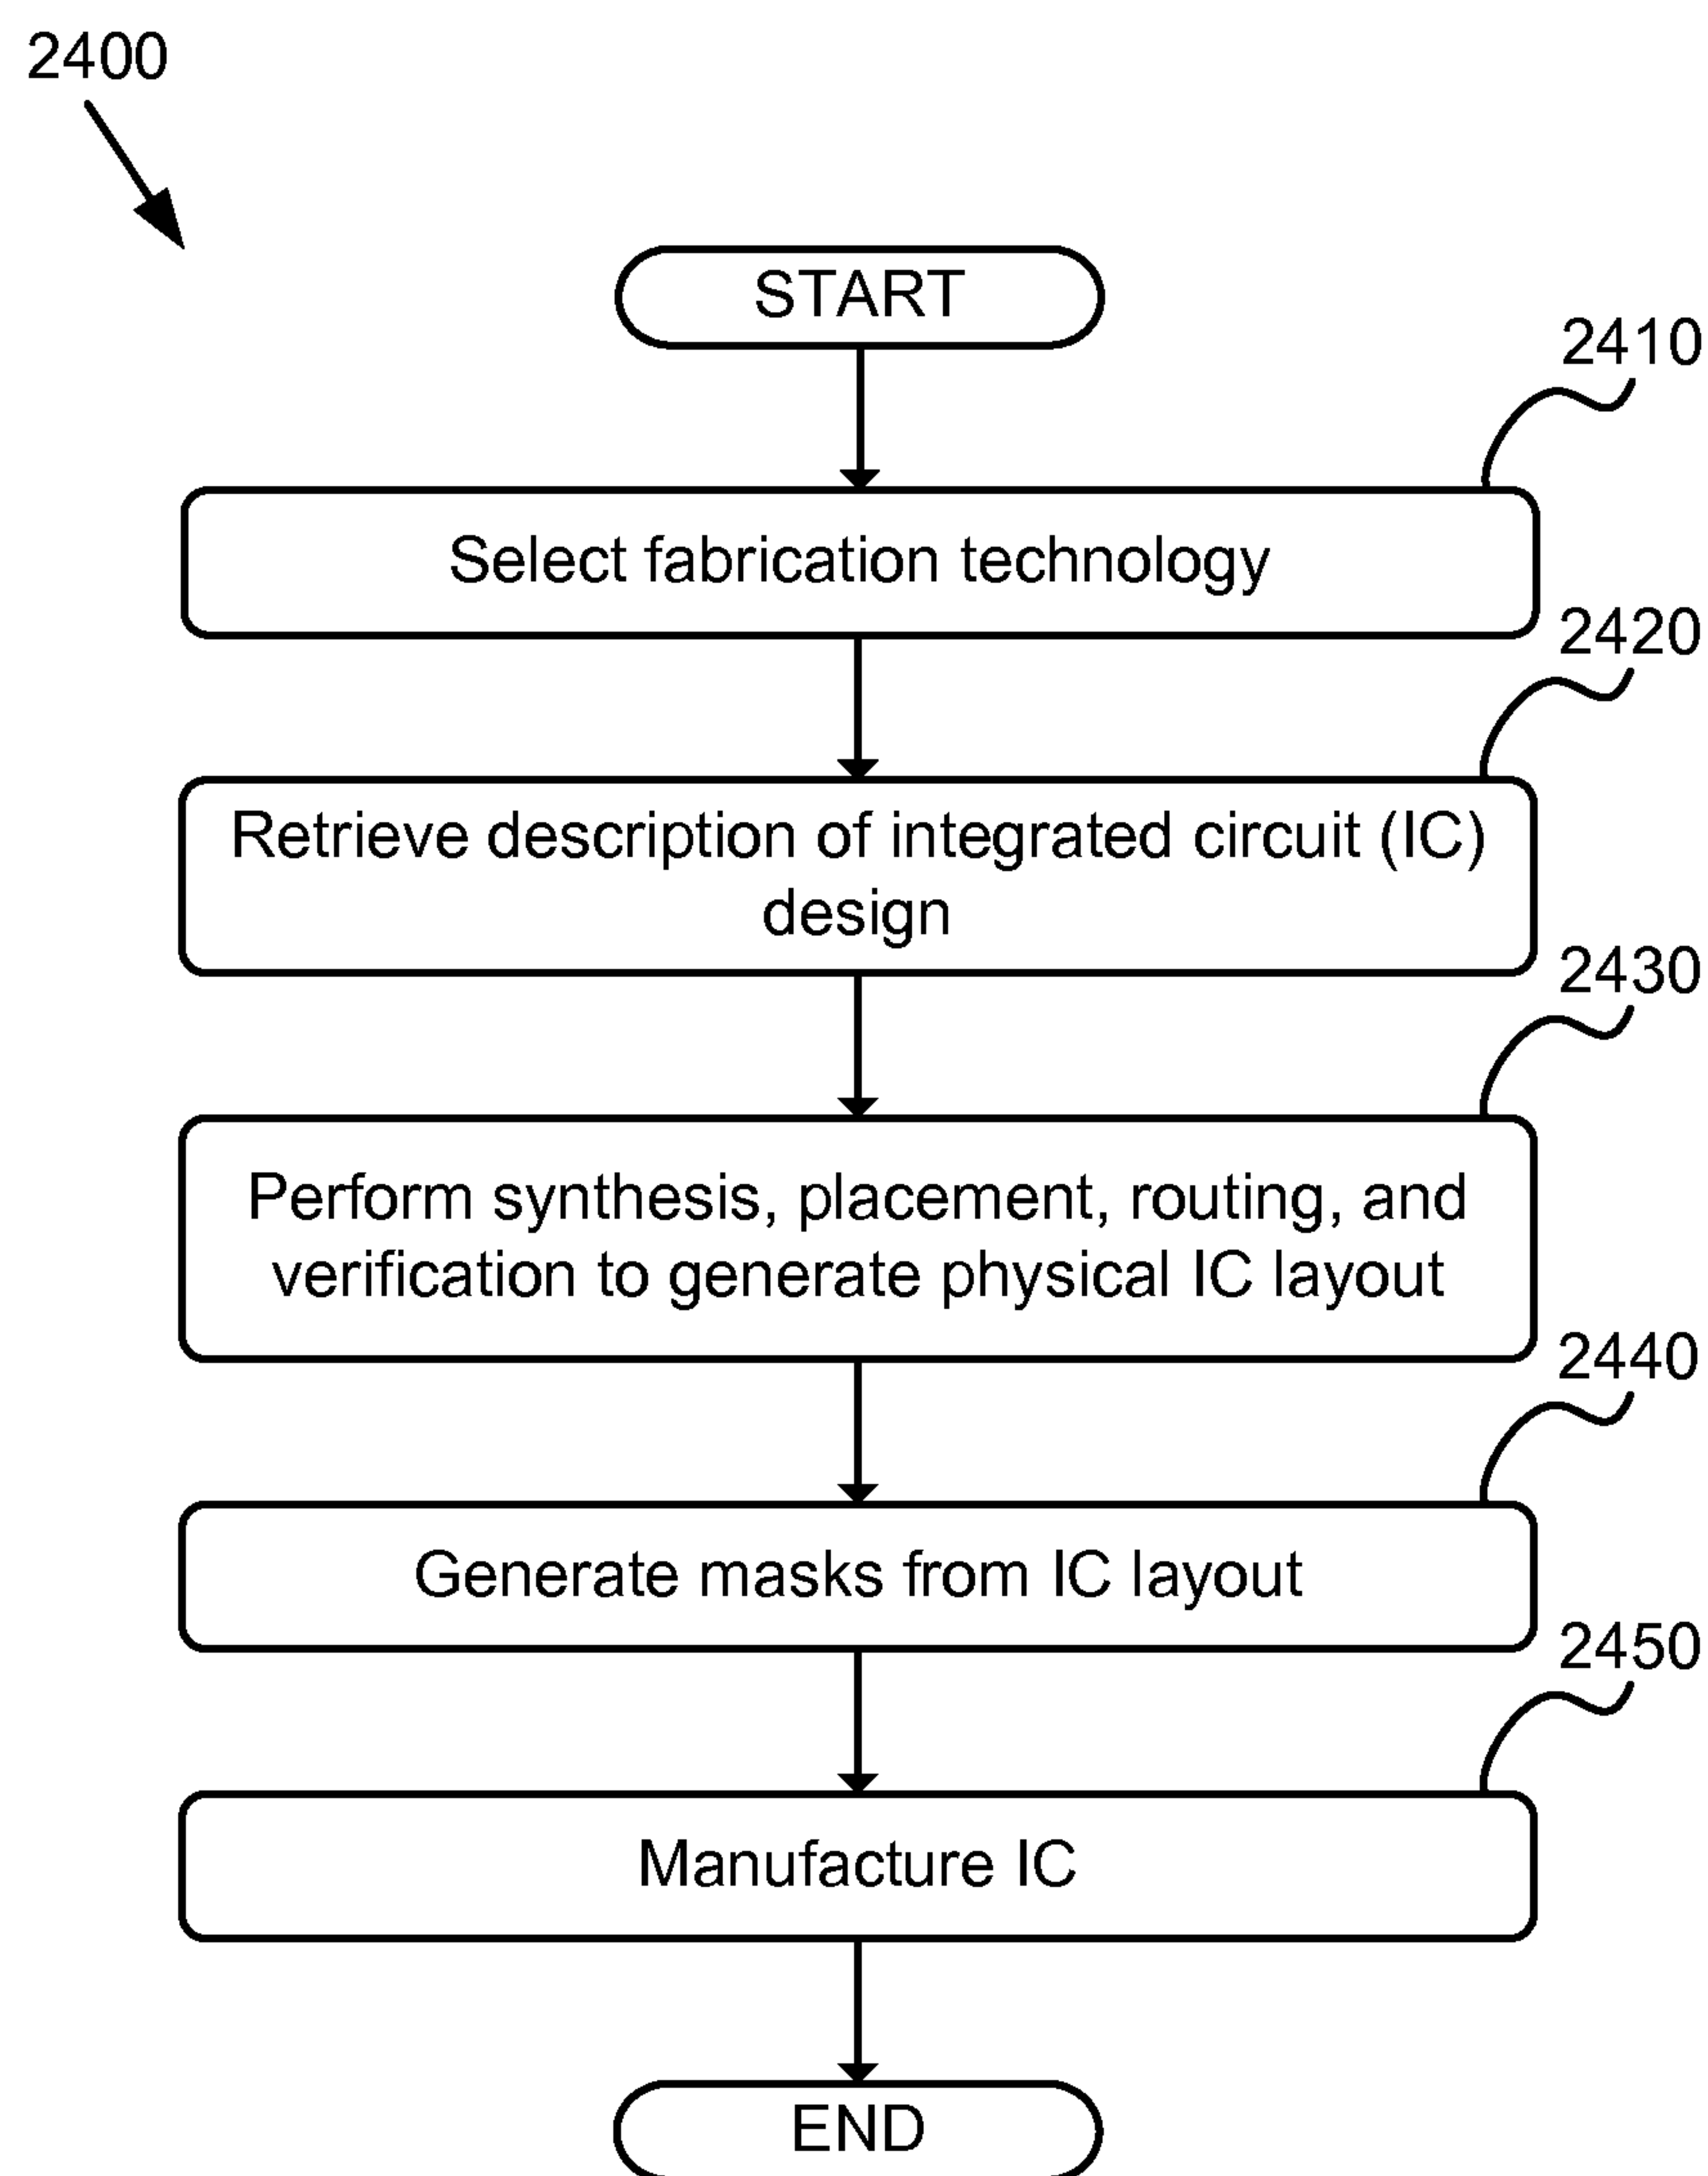 2400
START
2410
Select fabrication technology
2420
Retrieve description of integrated circuit (IC)
design
2430
Perform synthesis, placement, routing, and
verification to generate physical IC layout
2440
Generate masks from IC layout
2450
Manufacture IC
END